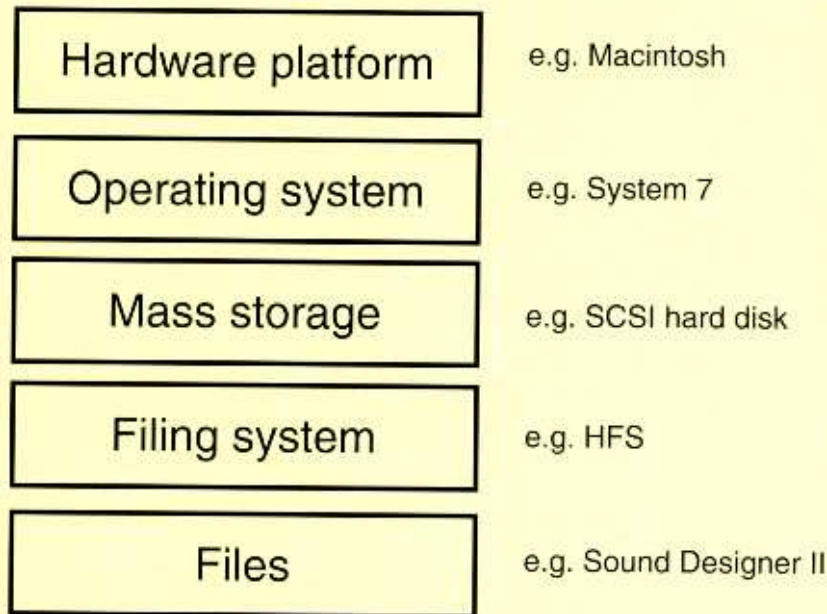 Hardware platform e.g. Macintosh
Operating system e.g. System 7
Mass storage e.g. SCSI hard disk
Filing system e.g. HFS
Files e.g. Sound Designer II